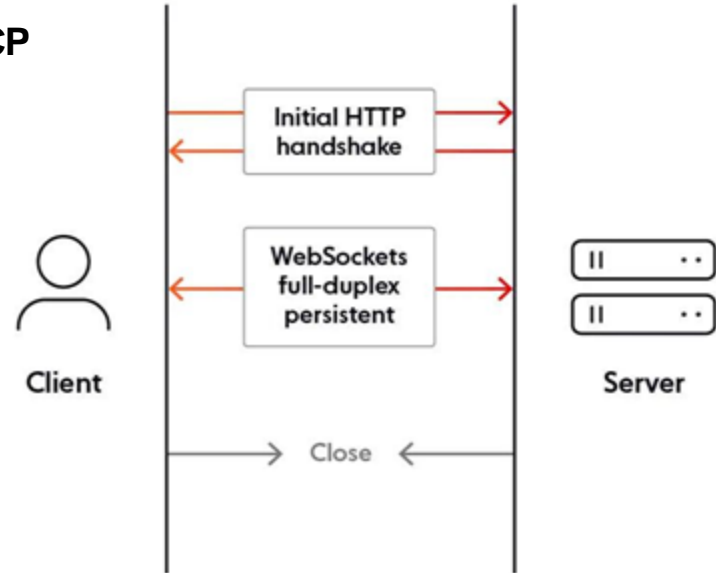 CP
Initial HTTP
handshake
WebSockets
full-duplex
persistent
Client
Server
Close